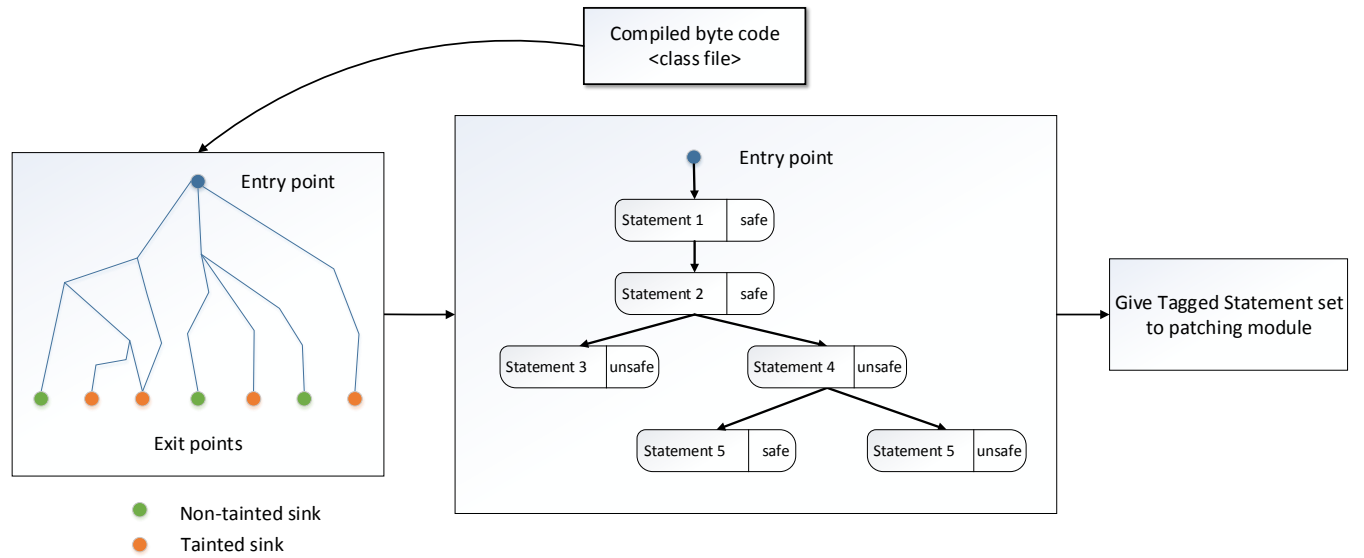 Compiled byte code
<class file>
Entry point
Exit points
Non-tainted sink
Tainted sink
Entry point
Statement 1 safe
Statement 2 safe
Statement 3 unsafe
Statement 4 unsafe
Statement 5 safe
Statement 5 unsafe
Give Tagged Statement set
to patching module